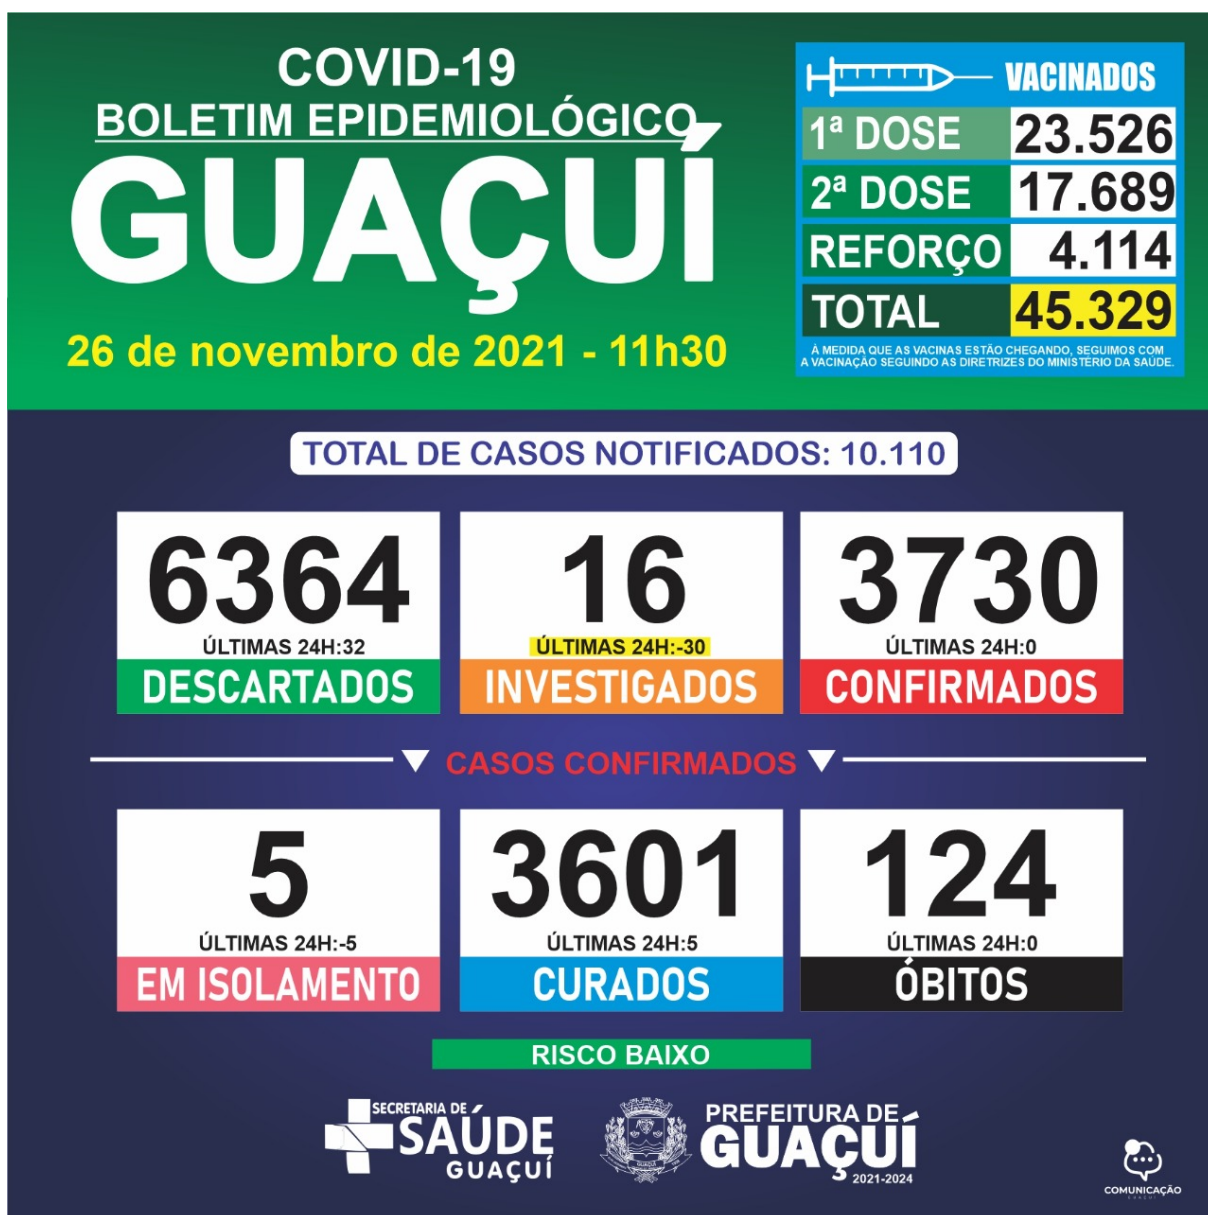 COVID-19
BOLETIM EPIDEMIOLÓGICO
GUAÇUÍ
26 de novembro de 2021 - 11h30
VACINADOS
1ª DOSE 23.526
2ª DOSE 17.689
REFORÇO 4.114
TOTAL 45.329
À MEDIDA QUE AS VACINAS ESTÃO CHEGANDO, SEGUIMOS COM
A VACINAÇÃO SEGUINDO AS DIRETRIZES DO MINISTÉRIO DA SAÚDE.
TOTAL DE CASOS NOTIFICADOS: 10.110
6364
ÚLTIMAS 24H:32
DESCARTADOS
16
ÚLTIMAS 24H:-30
INVESTIGADOS
3730
ÚLTIMAS 24H:0
CONFIRMADOS
CASOS CONFIRMADOS
5
ÚLTIMAS 24H:-5
EM ISOLAMENTO
3601
ÚLTIMAS 24H:5
CURADOS
124
ÚLTIMAS 24H:0
ÓBITOS
RISCO BAIXO
SECRETARIA DE
SAÚDE
GUAÇUÍ
PREFEITURA DE
GUAÇUÍ
2021-2024
COMUNICAÇÃO